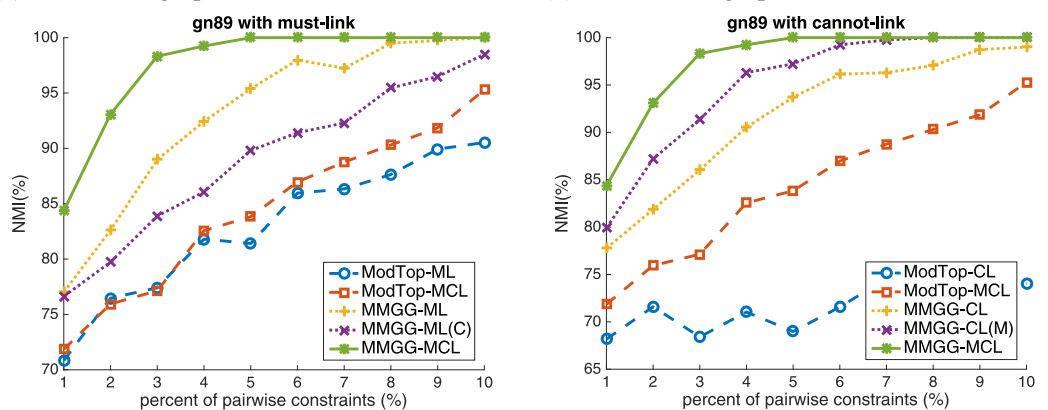 gn89 with must-link
NMI(%)
100
95
90
85
80
75
70
1 2 3 4 5 6 7 8 9 10
percent of pairwise constraints (%)
ModTop-ML
ModTop-MCL
MMGG-ML
MMGG-ML(C)
MMGG-MCL
gn89 with cannot-link
NMI(%)
100
95
90
85
80
75
70
65
1 2 3 4 5 6 7 8 9 10
percent of pairwise constraints (%)
ModTop-CL
ModTop-MCL
MMGG-CL
MMGG-CL(M)
MMGG-MCL